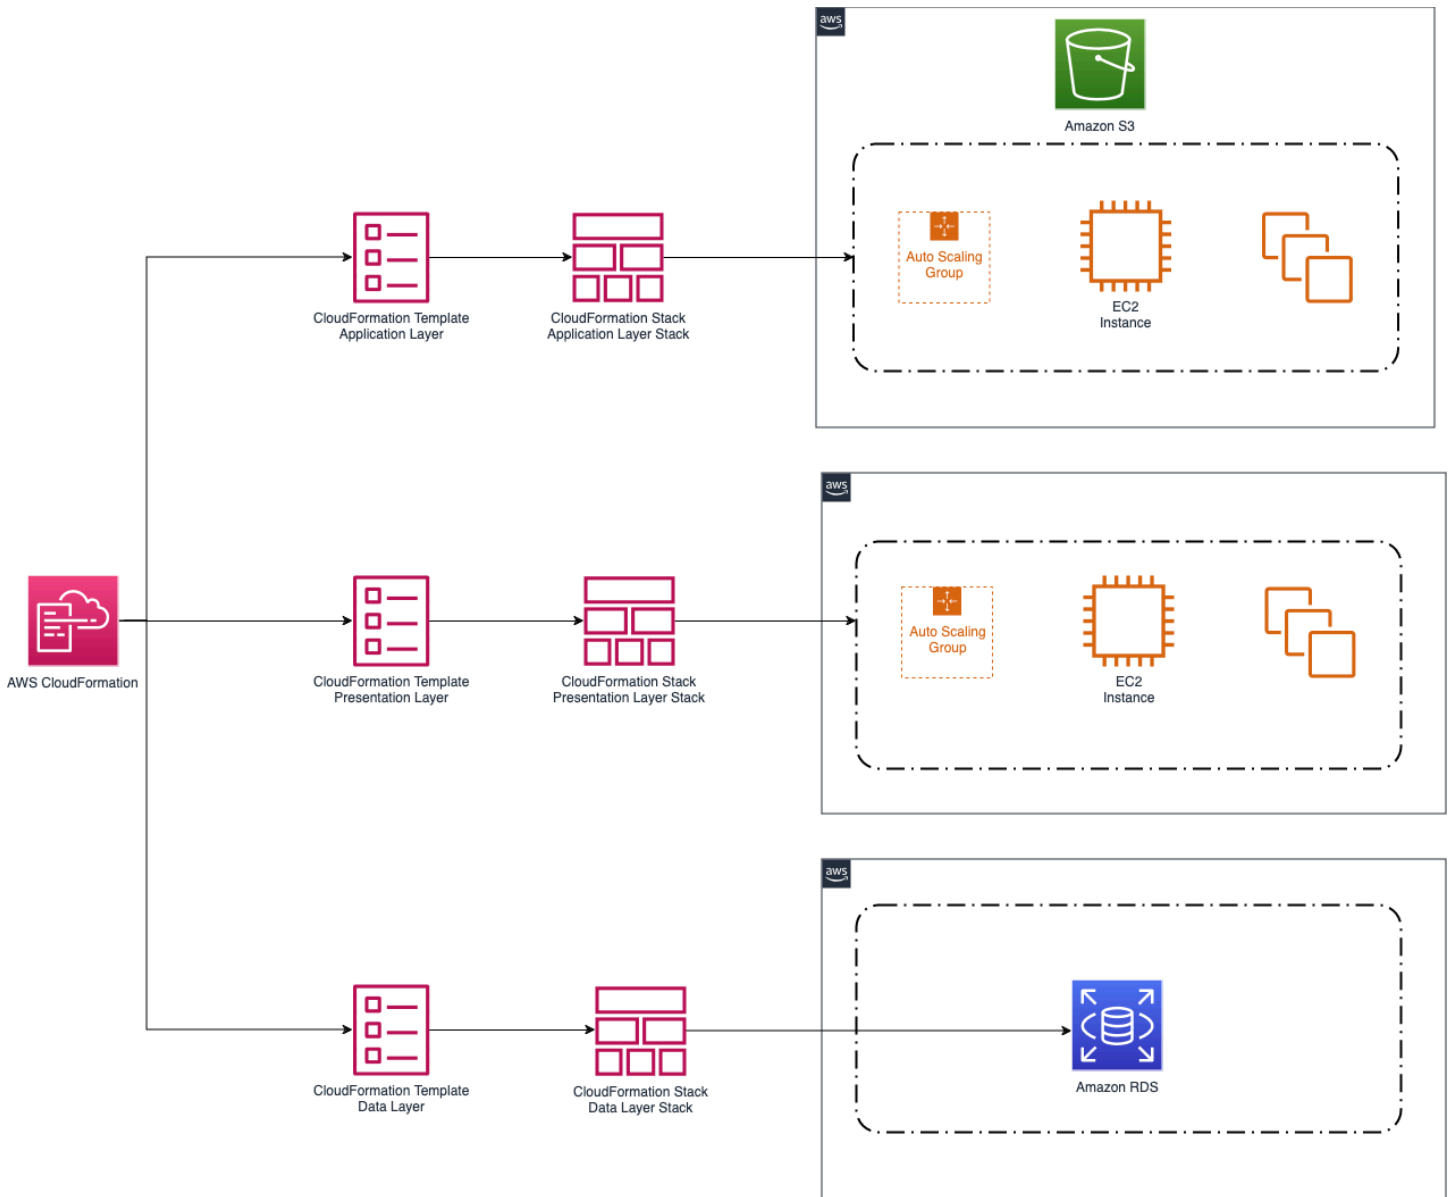 aws
Amazon S3
Auto Scaling
Group
EC2
Instance
CloudFormation Template
Application Layer
CloudFormation Stack
Application Layer Stack
aws
Auto Scaling
Group
EC2
Instance
AWS CloudFormation
CloudFormation Template
Presentation Layer
CloudFormation Stack
Presentation Layer Stack
aws
Amazon RDS
CloudFormation Template
Data Layer
CloudFormation Stack
Data Layer Stack